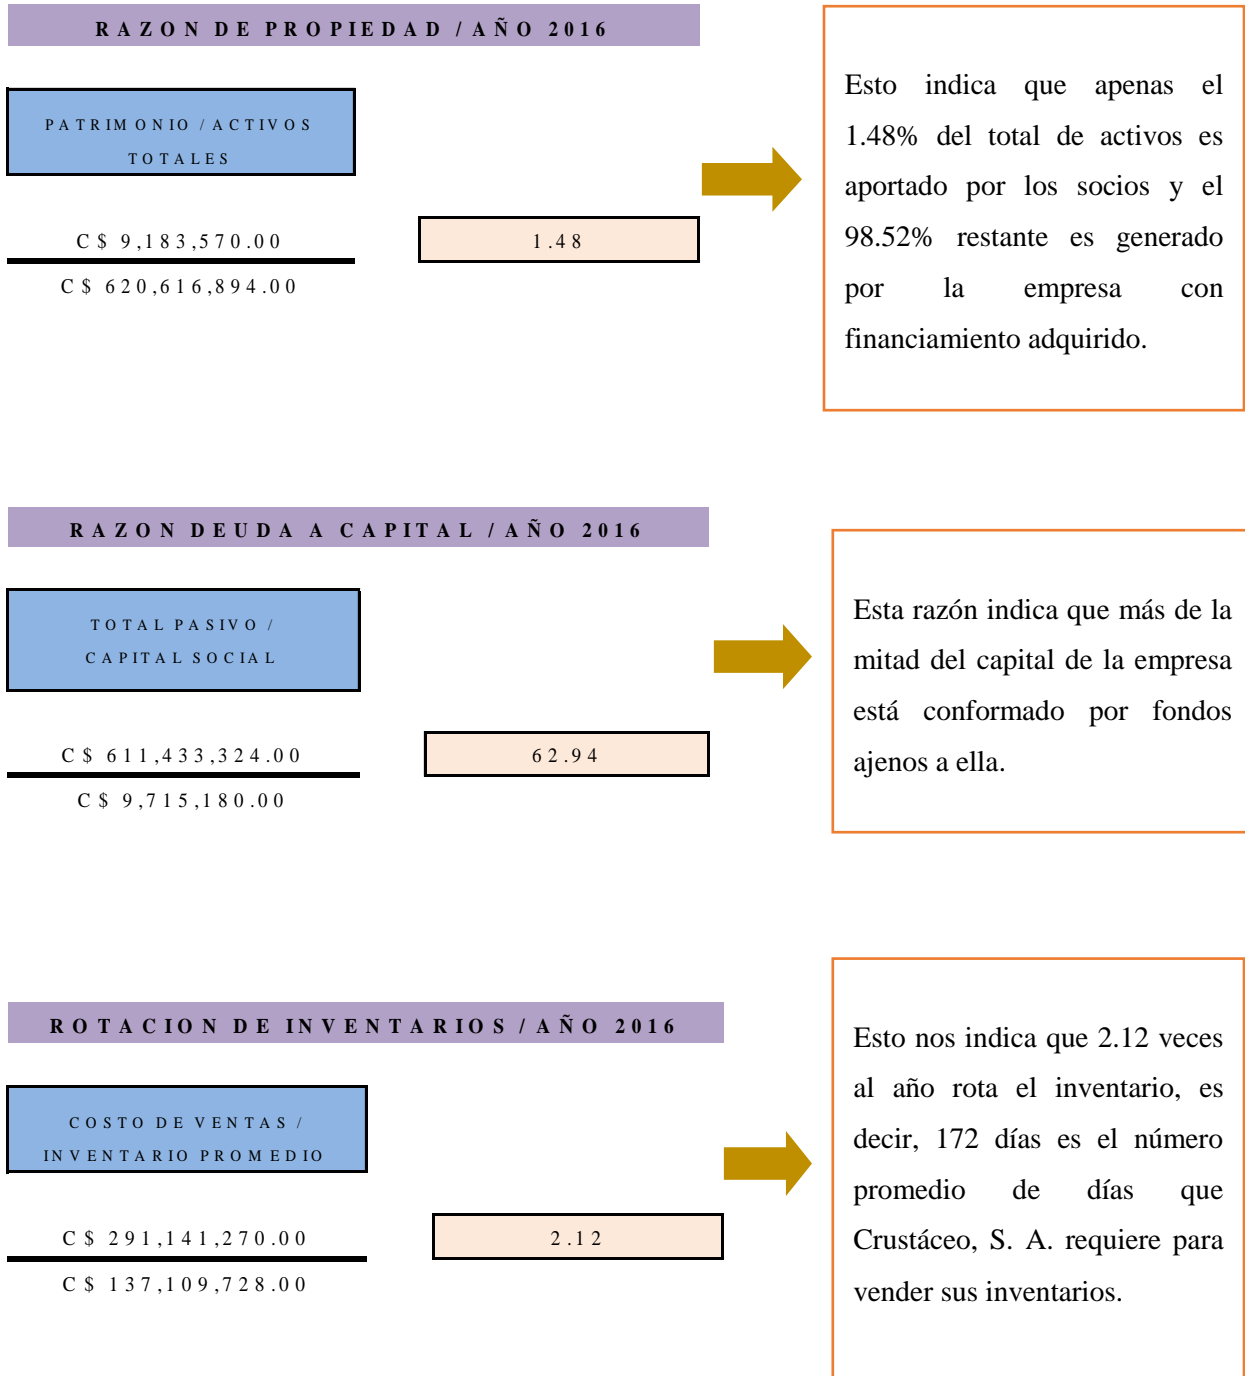 RAZON DE PROPIEDAD / AÑO 2016
PATRIMONIO / ACTIVOS
TOTALES
C$ 9,183,570.00
1.48
C$ 620,616,894.00
Esto indica que apenas el
1.48% del total de activos es
aportado por los socios y el
98.52% restante es generado
por la empresa con
financiamiento adquirido.
RAZON DEUDA A CAPITAL / AÑO 2016
TOTAL PASIVO /
CAPITAL SOCIAL
C$ 611,433,324.00
62.94
C$ 9,715,180.00
Esta razón indica que más de la
mitad del capital de la empresa
está conformado por fondos
ajenos a ella.
ROTACION DE INVENTARIOS / AÑO 2016
COSTO DE VENTAS /
INVENTARIO PROMEDIO
C$ 291,141,270.00
2.12
C$ 137,109,728.00
Esto nos indica que 2.12 veces
al año rota el inventario, es
decir, 172 días es el número
promedio de días que
Crustáceo, S. A. requiere para
vender sus inventarios.